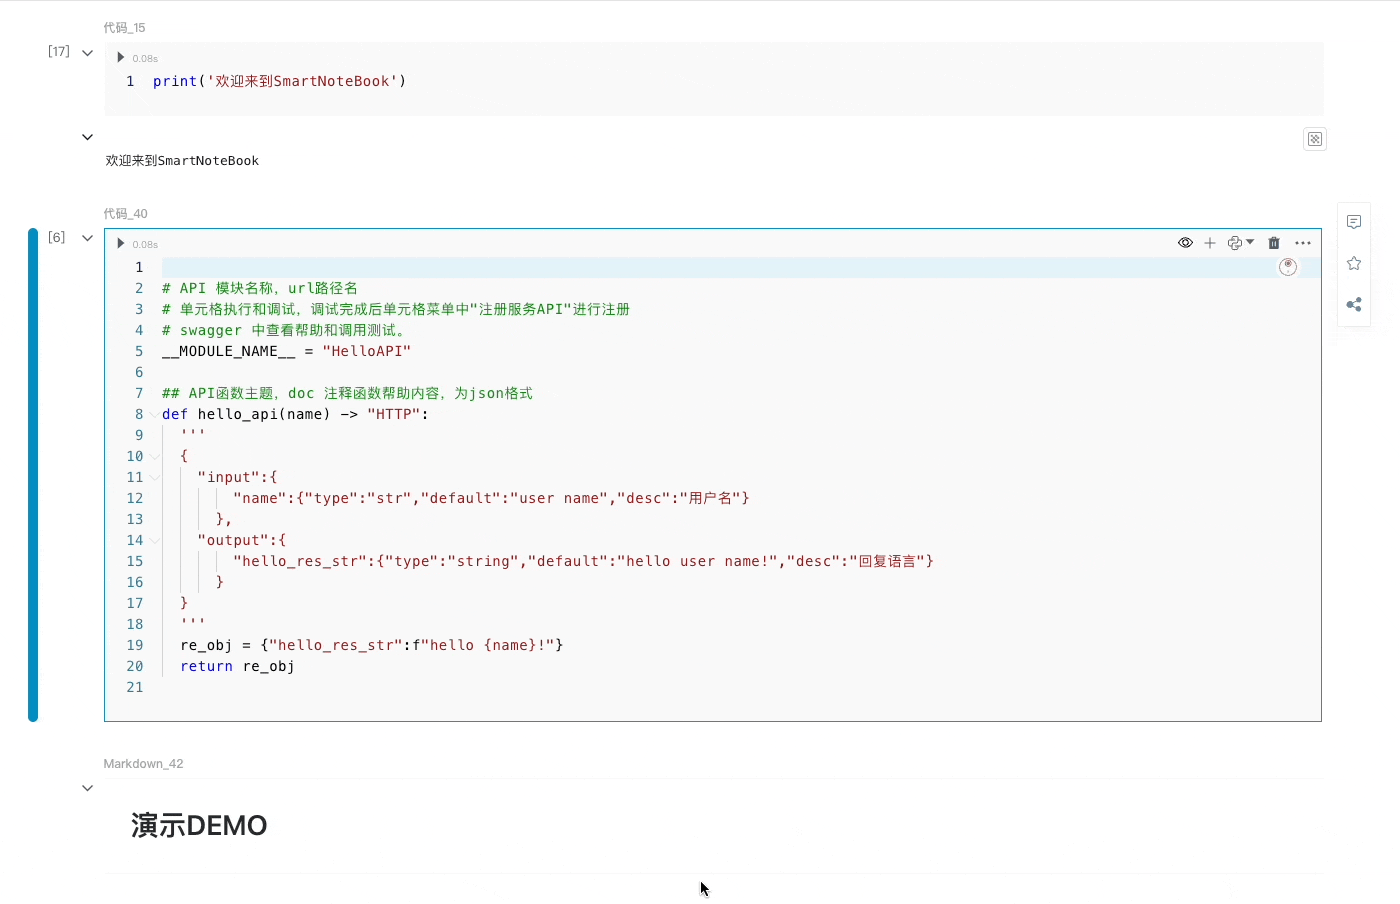 代码_15
[17]
0.08s
1 print('欢迎来到SmartNoteBook')
欢迎来到SmartNoteBook
代码_40
[6]
0.08s
1
2 # API 模块名称，url路径名
3 # 单元格执行和调试，调试完成后单元格菜单中"注册服务API"进行注册
4 # swagger 中查看帮助和调用测试。
5 __MODULE_NAME__ = "HelloAPI"
6
7 ## API函数主题，doc 注释函数帮助内容，为json格式
8 def hello_api(name) -> "HTTP":
9   '''
10   {
11     "input":{
12         "name":{"type":"str","default":"user name","desc":"用户名"}
13       },
14     "output":{
15         "hello_res_str":{"type":"string","default":"hello user name!","desc":"回复语言"}
16       }
17   }
18   '''
19   re_obj = {"hello_res_str":f"hello {name}!"}
20   return re_obj
21
Markdown_42
演示DEMO